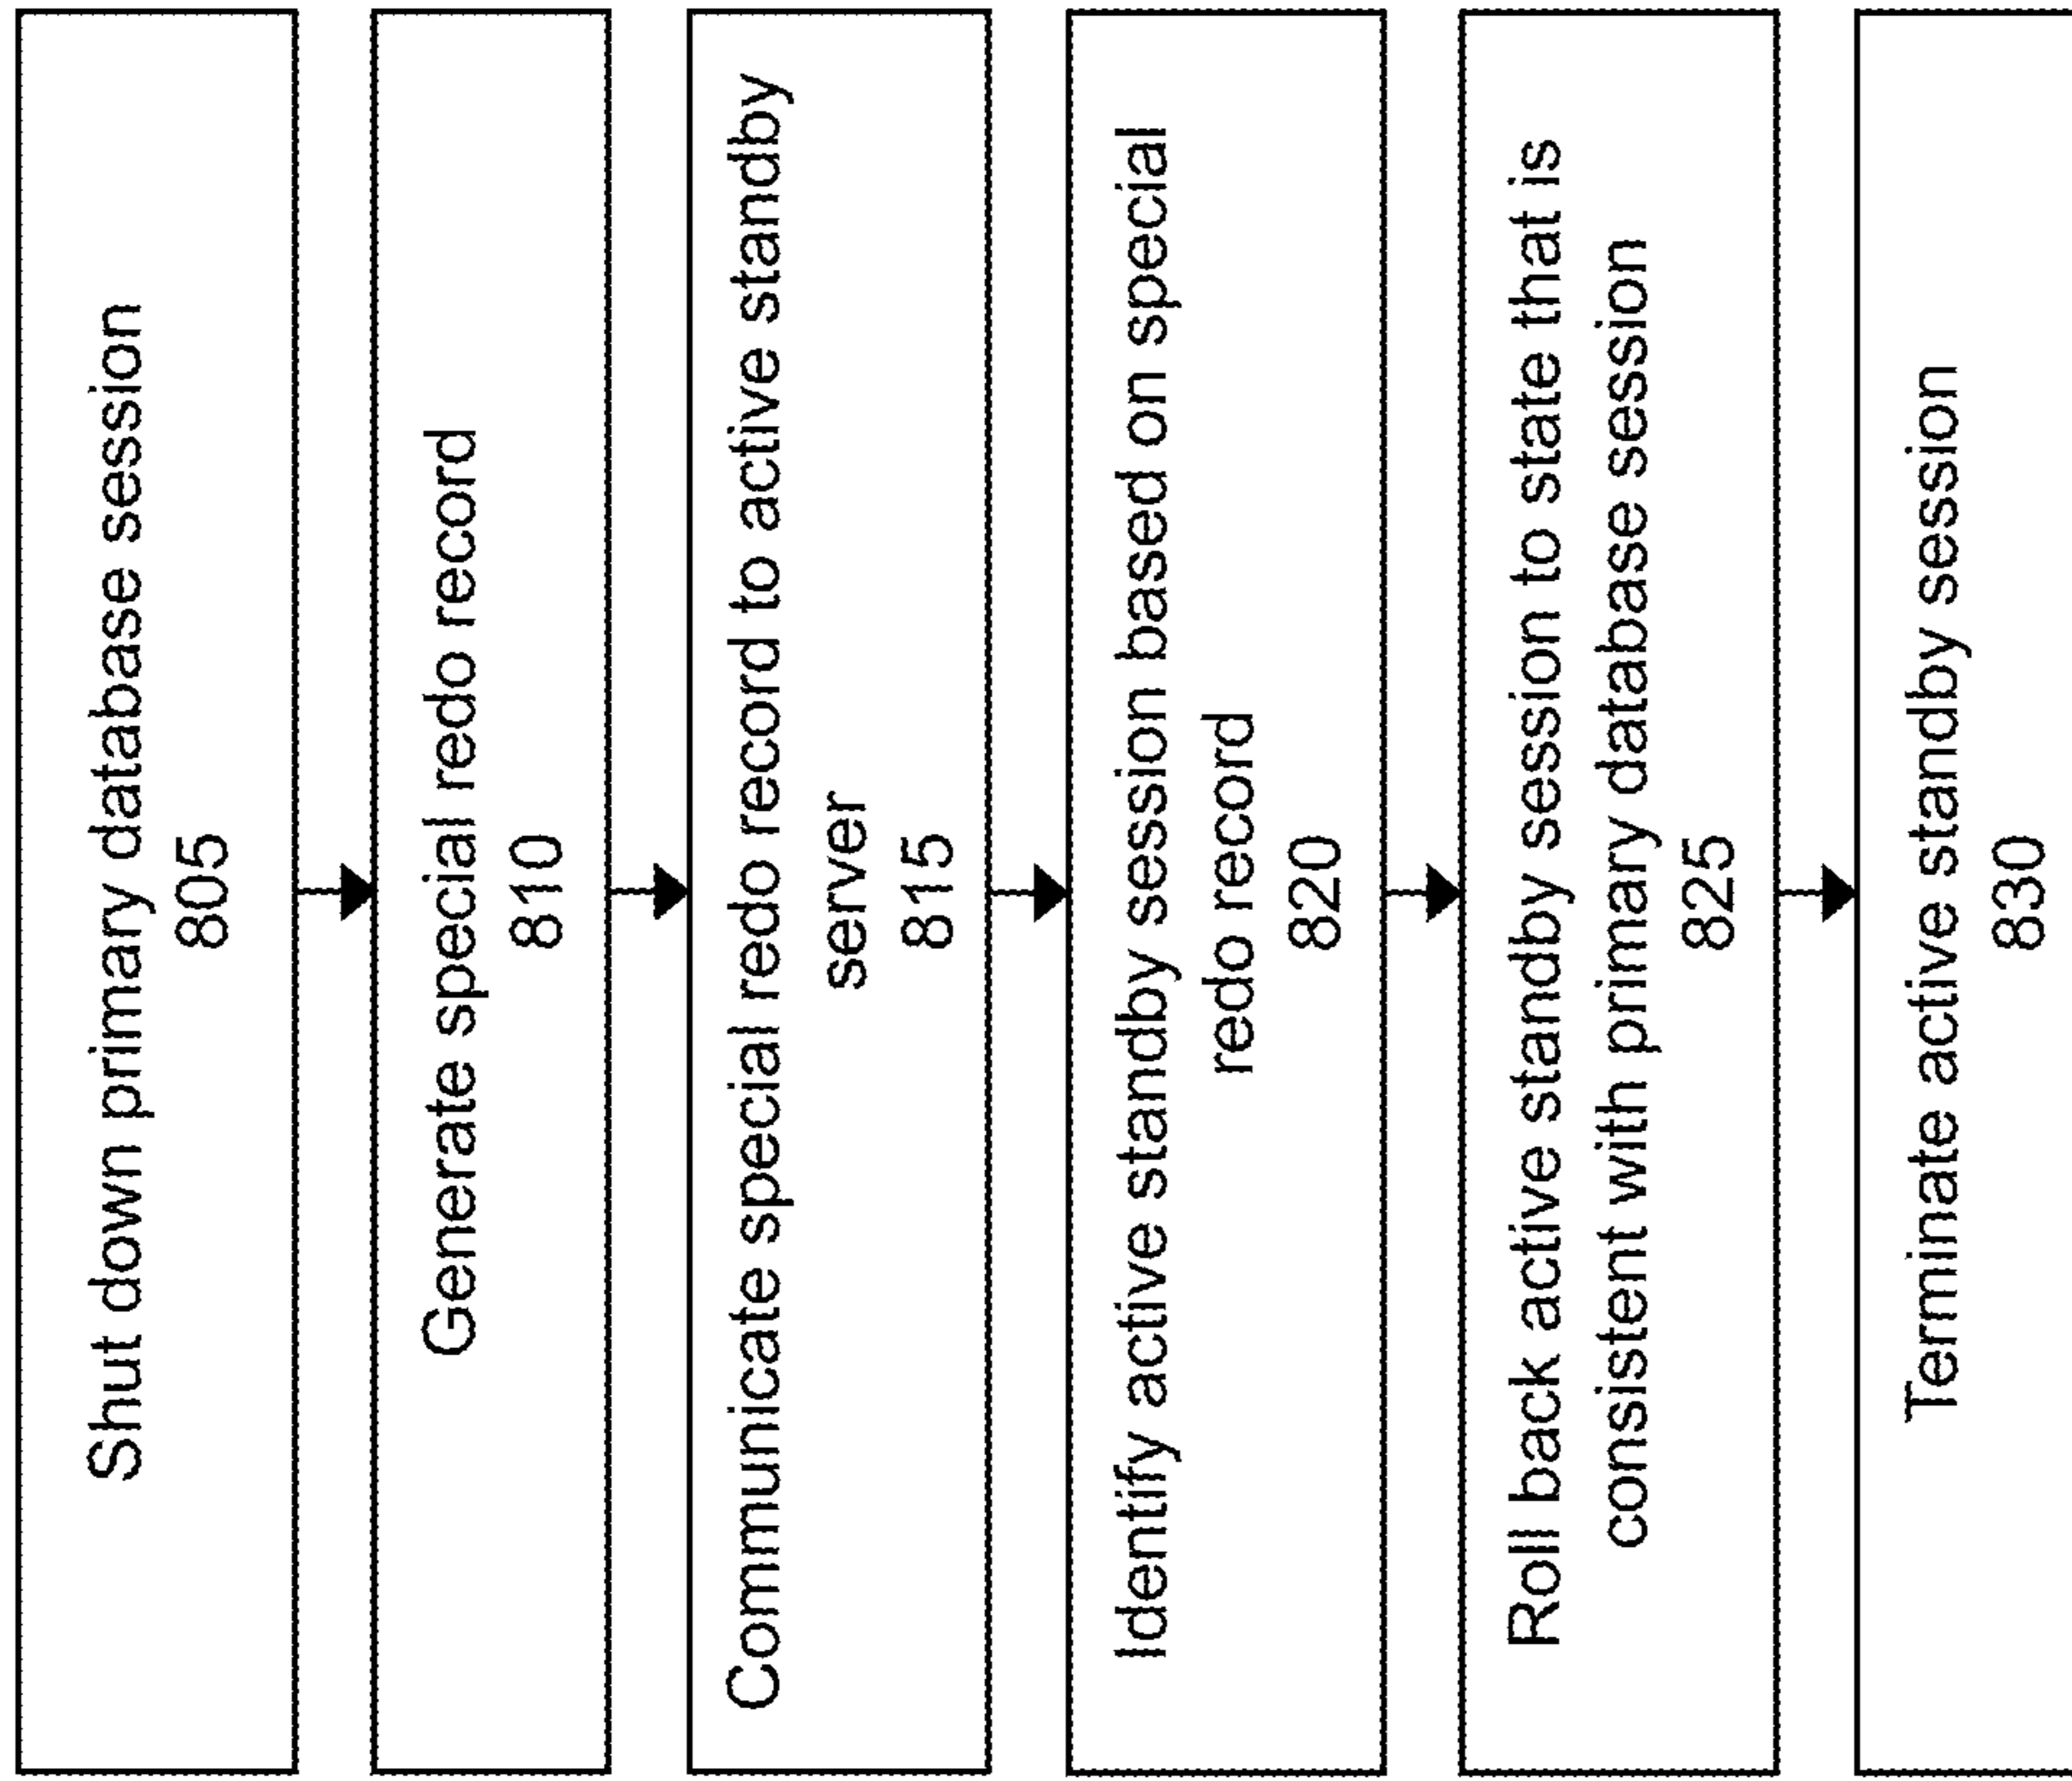 Shut down primary database session
805
Generate special redo record
810
Communicate special redo record to active standby
server
815
Identify active standby session based on special
redo record
820
Roll back active standby session to state that is
consistent with primary database session
825
Terminate active standby session
830